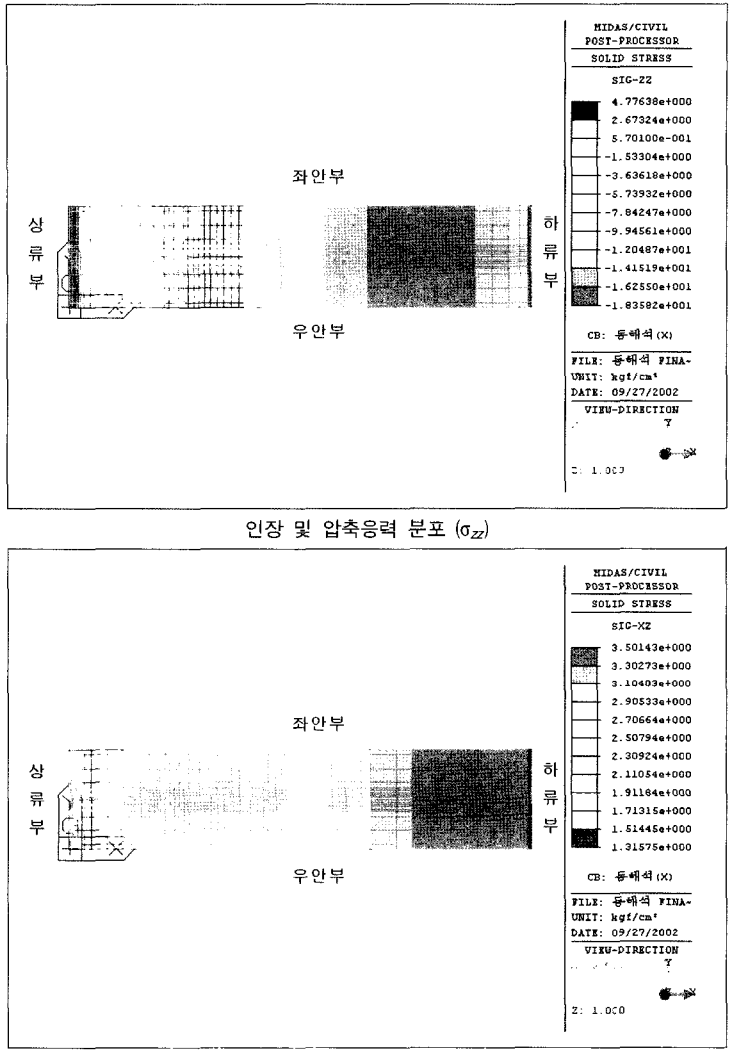 MIDAS/CIVIL
POST-PROCESSOR
SOLID STRESS
SIG-ZZ
4.77638e+000
2.67324e+000
5.70100e-001
-1.53304e+000
-3.63618e+000
-5.73932e+000
-7.84247e+000
-9.94561e+000
-1.20487e+001
-1.41519e+001
-1.62550e+001
-1.83582e+001
CB: 동해석(X)
FILE: 동해석 FINA~
UNIT: kgf/cm²
DATE: 09/27/2002
VIEW-DIRECTION
Y
X
Z: 1.000
좌안부
상류부
하류부
우안부
X
인장 및 압축응력 분포 (σzz)
MIDAS/CIVIL
POST-PROCESSOR
SOLID STRESS
SIG-XZ
3.50143e+000
3.30273e+000
3.10403e+000
2.90533e+000
2.70664e+000
2.50794e+000
2.30924e+000
2.11054e+000
1.91184e+000
1.71315e+000
1.51445e+000
1.31575e+000
CB: 동해석(X)
FILE: 동해석 FINA~
UNIT: kgf/cm²
DATE: 09/27/2002
VIEW-DIRECTION
Y
X
Z: 1.000
좌안부
상류부
하류부
우안부
X